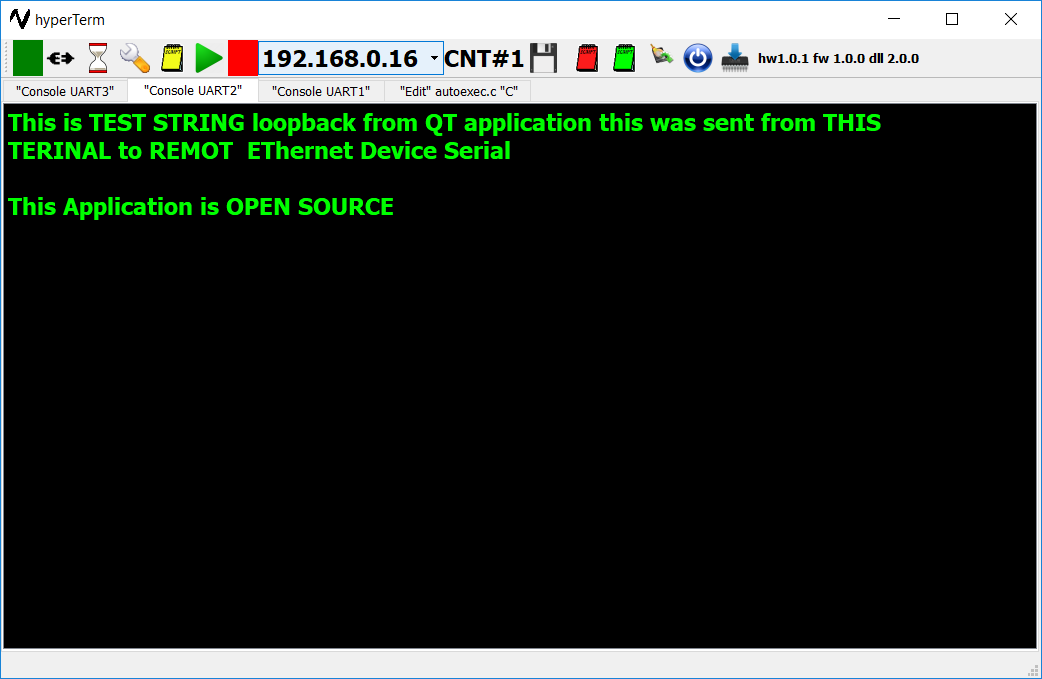 hyperTerm
192.168.0.16 CNT#1 hw1.0.1 fw 1.0.0 dll 2.0.0
"Console UART3" "Console UART2" "Console UART1" "Edit" autoexec.c "C"
This is TEST STRING loopback from QT application this was sent from THIS
TERINAL to REMOT  EThernet Device Serial
This Application is OPEN SOURCE